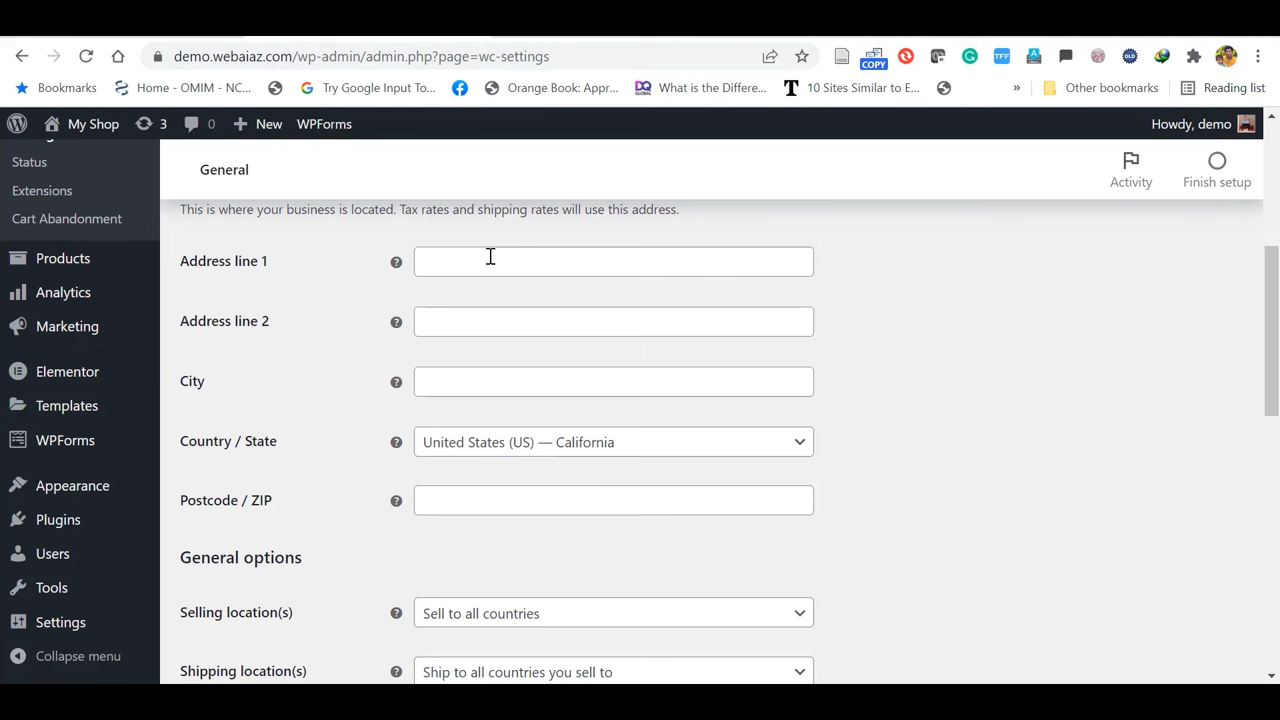 demo.webaiaz.com/wp-admin/admin.php?page=wc-settings
COPY
TFF
OLD
Bookmarks
Home - OMIM - NC...
Try Google Input To...
Orange Book: Appr...
DQ
GLOBAL
What is the Differe...
T
10 Sites Similar to E...
»
Other bookmarks
Reading list
My Shop
3
0
New
WPForms
Howdy, demo
Status
Extensions
Cart Abandonment
Products
Analytics
Marketing
Elementor
Templates
WPForms
Appearance
Plugins
Users
Tools
Settings
Collapse menu
General
Activity
Finish setup
This is where your business is located. Tax rates and shipping rates will use this address.
Address line 1
Address line 2
City
Country / State
United States (US) — California
Postcode / ZIP
General options
Selling location(s)
Sell to all countries
Shipping location(s)
Ship to all countries you sell to